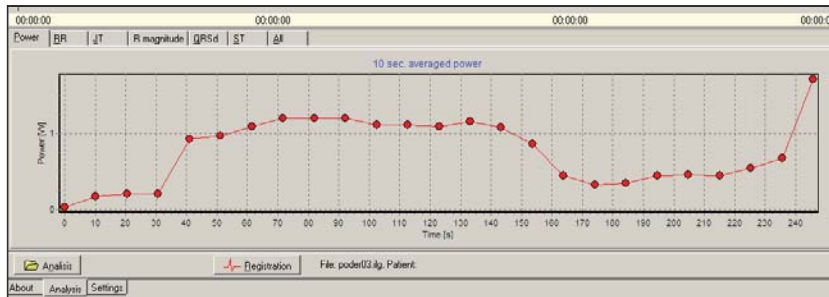 00:00:00 00:00:00 00:00:00 00:00:0
Power RR JT R magnitude QRSd ST All
10 sec. averaged power
Power [W]
1
0
0 10 20 30 40 50 60 70 80 90 100 110 120 130 140 150 160 170 180 190 200 210 220 230 240
Time [s]
Analisis Registration File: poder03.ilg. Patient:
About Analysis Settings